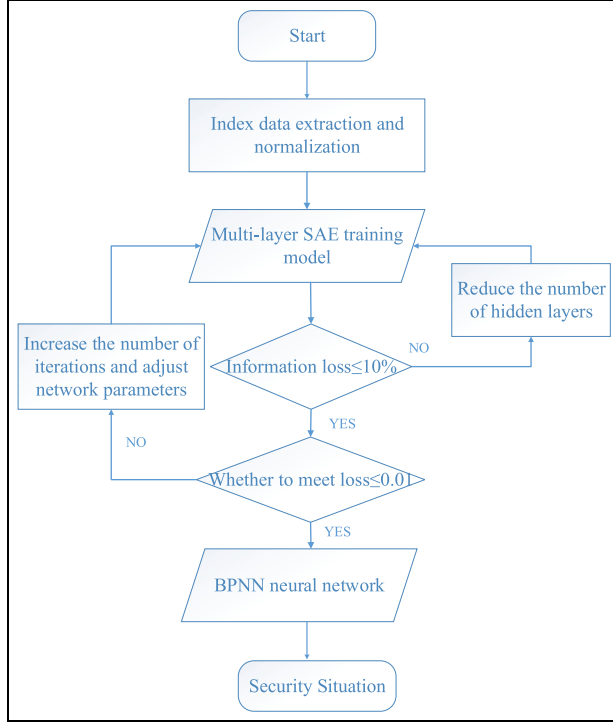 Start
Index data extraction and
normalization
Multi-layer SAE training
model
Reduce the number
of hidden layers
Increase the number of
iterations and adjust
network parameters
Information loss≤10%
NO
YES
NO
Whether to meet loss≤0.01
YES
BPNN neural network
Security Situation